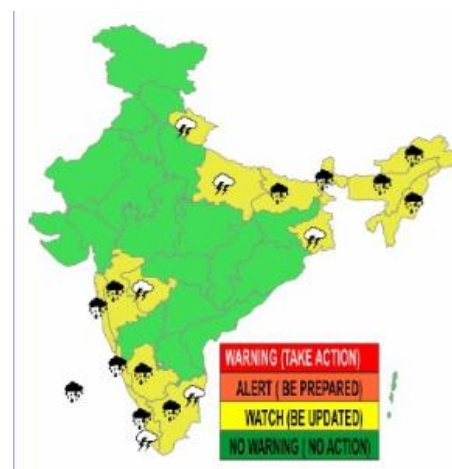 WARNING (TAKE ACTION)
ALERT ( BE PREPARED)
WATCH (BE UPDATED)
NO WARNING ( NO ACTION)